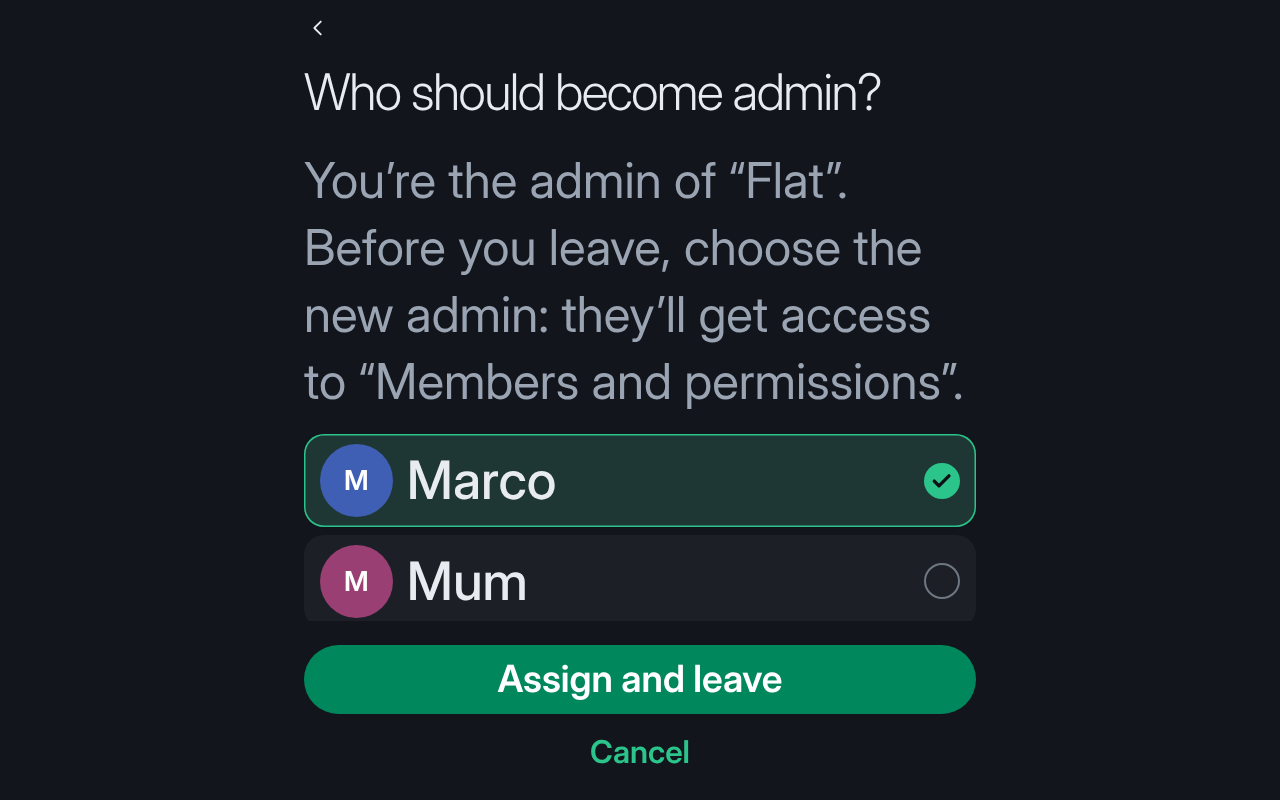 Who should become admin?
You’re the admin of “Flat”.
Before you leave, choose the
new admin: they’ll get access
to “Members and permissions”.
M Marco
M Mum
Assign and leave
Cancel